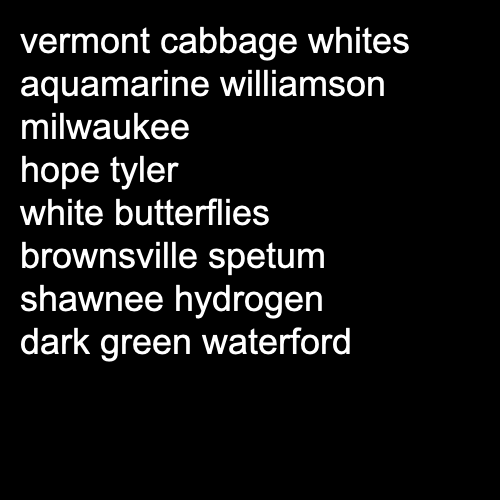 vermont cabbage whites
aquamarine williamson
milwaukee
hope tyler
white butterflies
brownsville spetum
shawnee hydrogen
dark green waterford